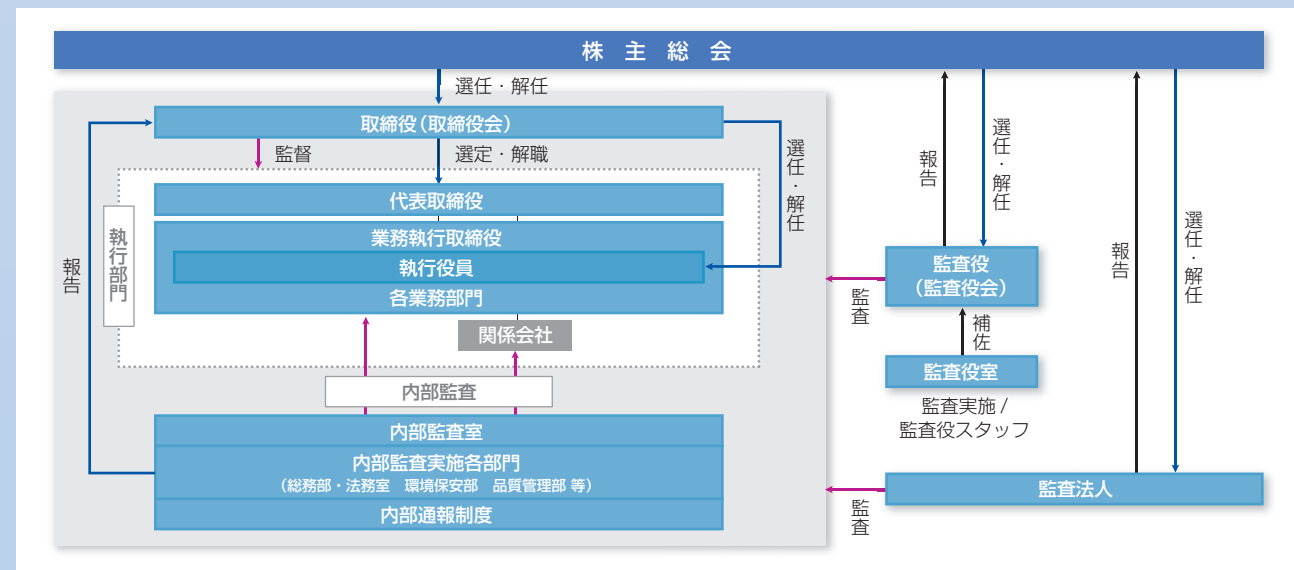 株主総会
選任・解任
取締役（取締役会）
監督
選定・解職
選任・解任
代表取締役
業務執行取締役
執行役員
各業務部門
関係会社
執行部門
報告
内部監査
内部監査室
内部監査実施各部門
（総務部・法務室　環境保安部　品質管理部 等）
内部通報制度
報告
選任・解任
監査役
（監査役会）
監査
補佐
監査役室
監査実施 /
監査役スタッフ
報告
選任・解任
監査法人
監査